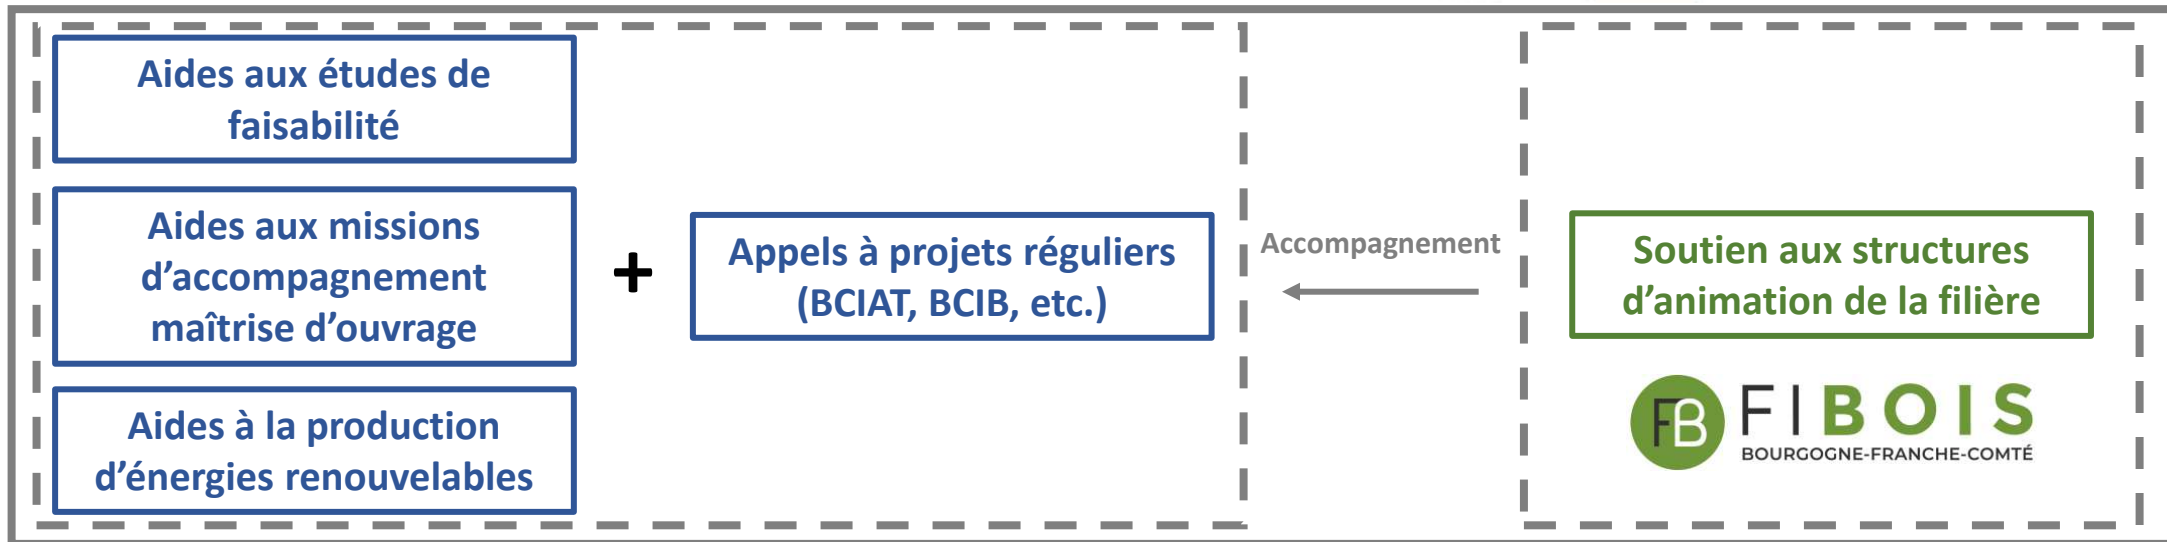 Aides aux études de
faisabilité
Aides aux missions
d’accompagnement
maîtrise d’ouvrage
Aides à la production
d’énergies renouvelables
+
Appels à projets réguliers
(BCIAT, BCIB, etc.)
Accompagnement
Soutien aux structures
d’animation de la filière
FB FIBOIS
BOURGOGNE-FRANCHE-COMTÉ